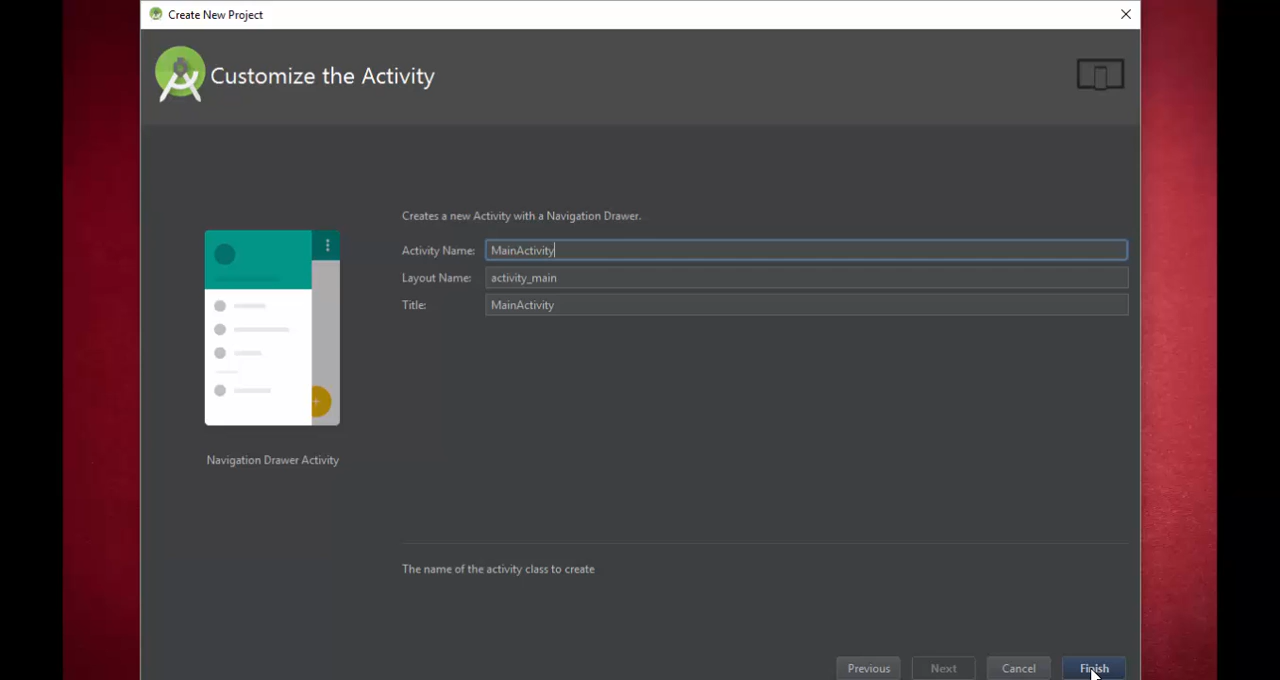 Create New Project
Customize the Activity
Creates a new Activity with a Navigation Drawer.
Activity Name: MainActivity
Layout Name: activity_main
Title: MainActivity
Navigation Drawer Activity
The name of the activity class to create
Previous Next Cancel Finish